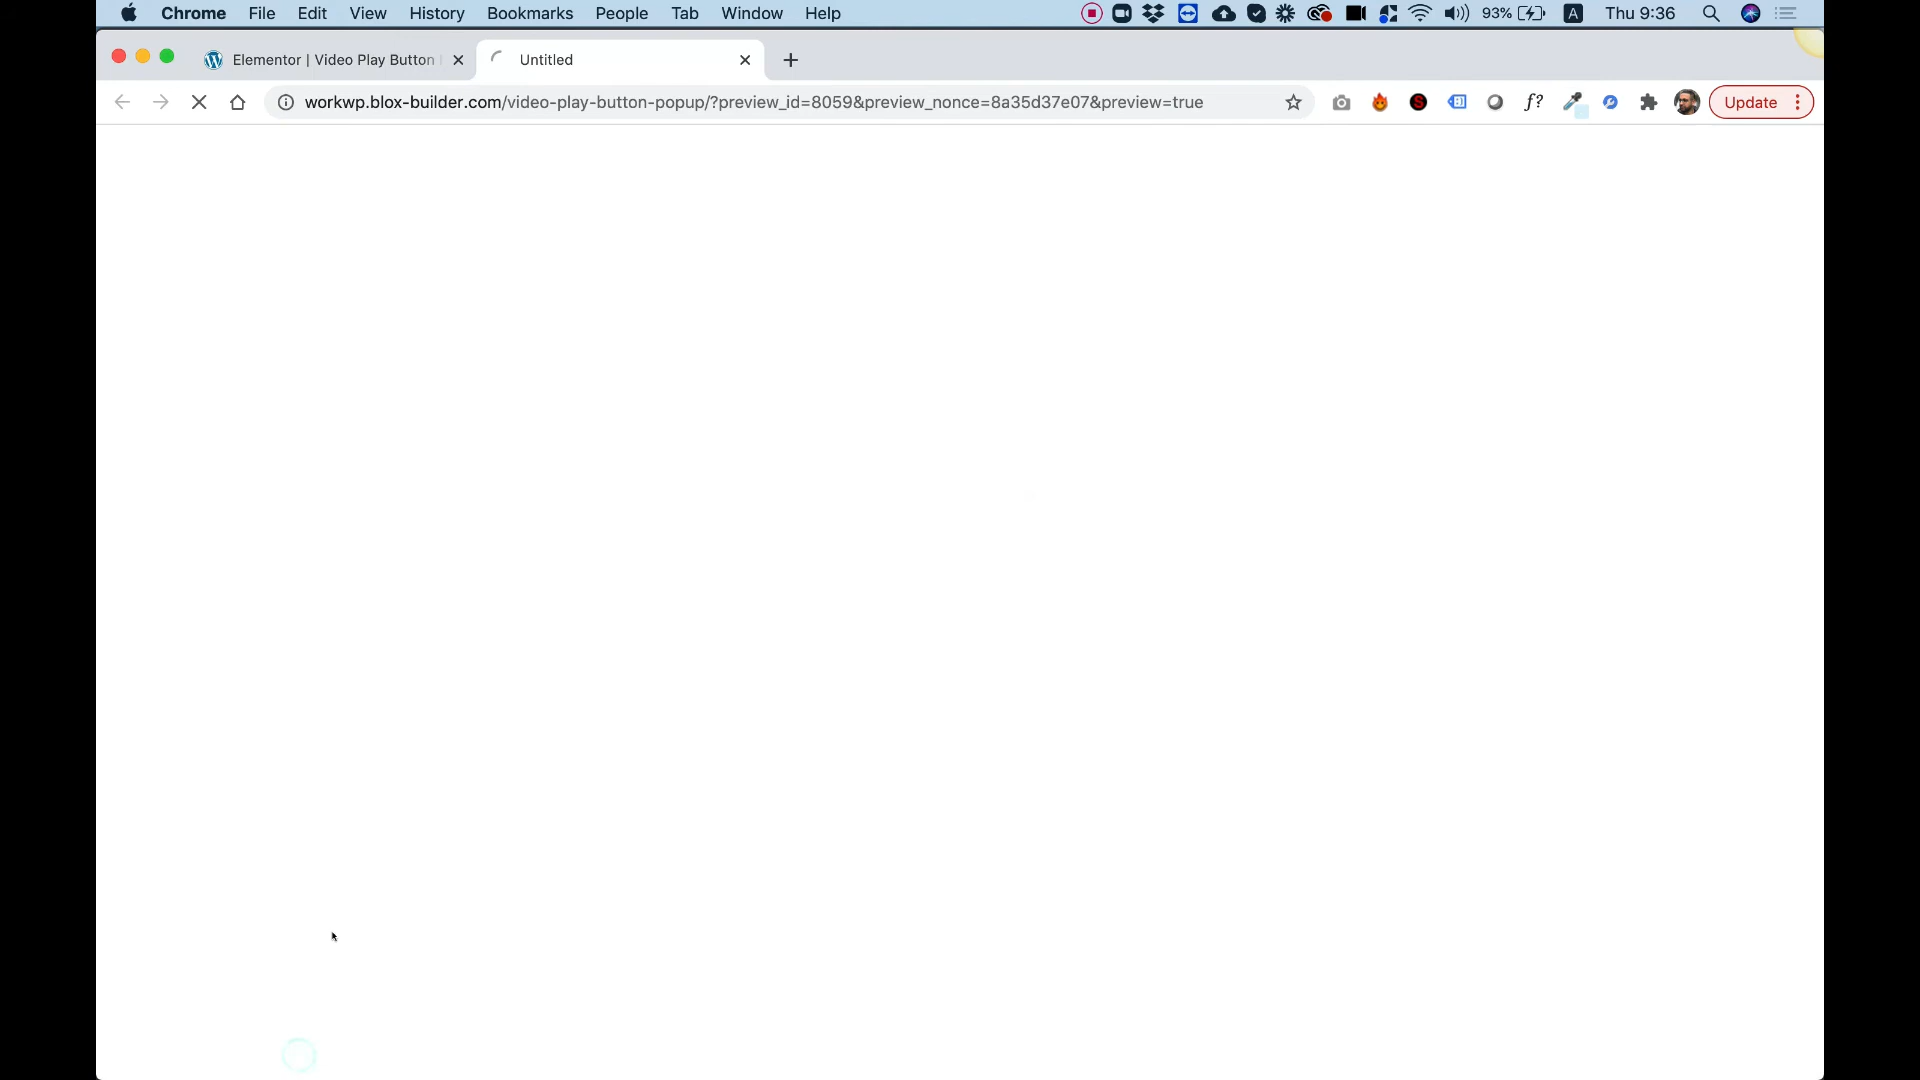 Chrome File Edit View History Bookmarks People Tab Window Help 93% A Thu 9:36
Elementor | Video Play Button Untitled
workwp.blox-builder.com/video-play-button-popup/?preview_id=8059&preview_nonce=8a35d37e07&preview=true S f? Update